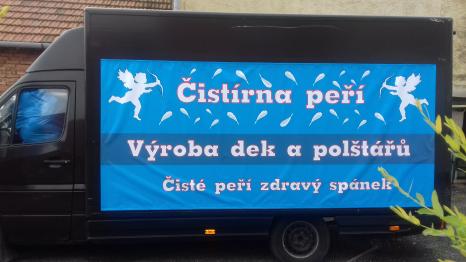 Čistírna peří
Výroba dek a polštářů
Čisté peří zdravý spánek